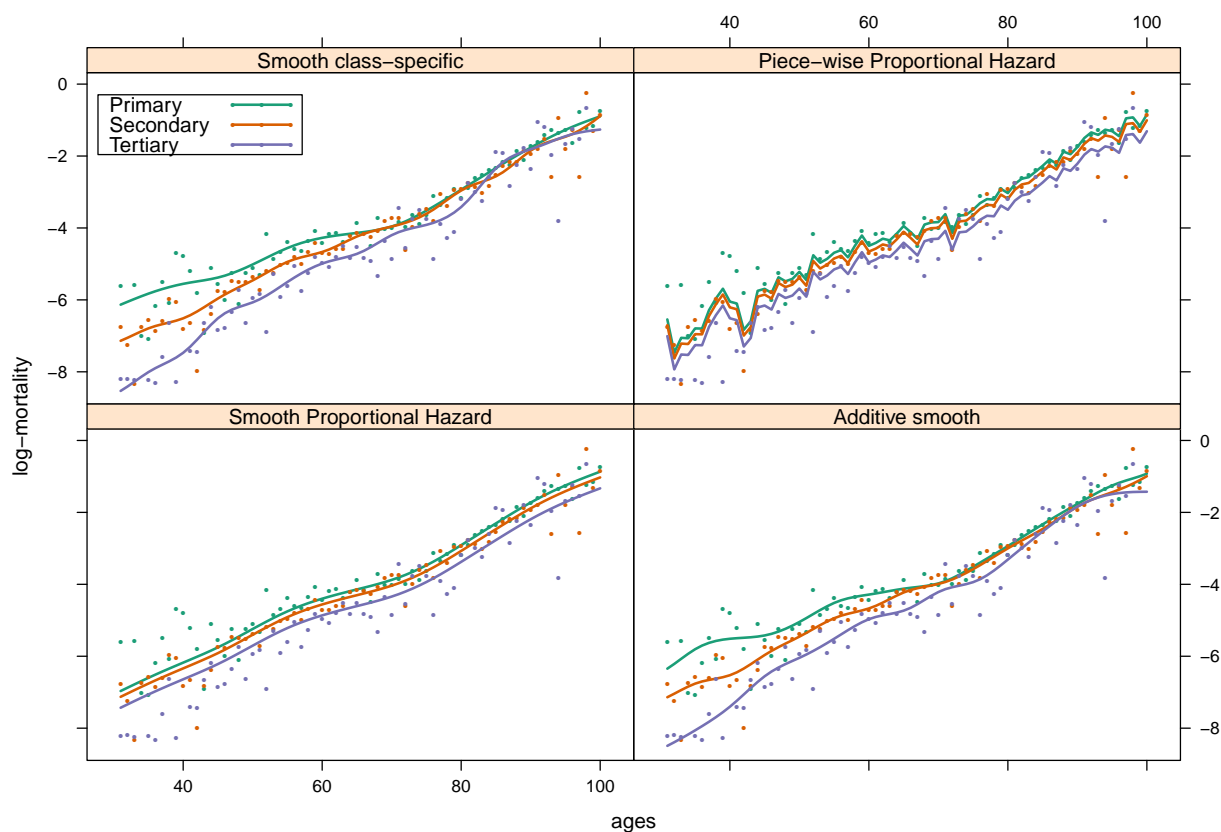 40 60 80 100
Smooth class−specific
Piece−wise Proportional Hazard
0
−2
−4
−6
−8
Primary
Secondary
Tertiary
Smooth Proportional Hazard
Additive smooth
0
−2
−4
−6
−8
log−mortality
40 60 80 100
ages